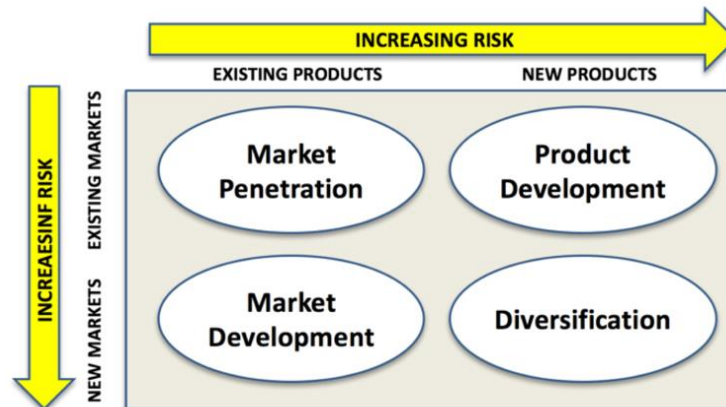 INCREASING RISK
EXISTING PRODUCTS
NEW PRODUCTS
INCREAESINF RISK
EXISTING MARKETS
Market
Penetration
Product
Development
NEW MARKETS
Market
Development
Diversification